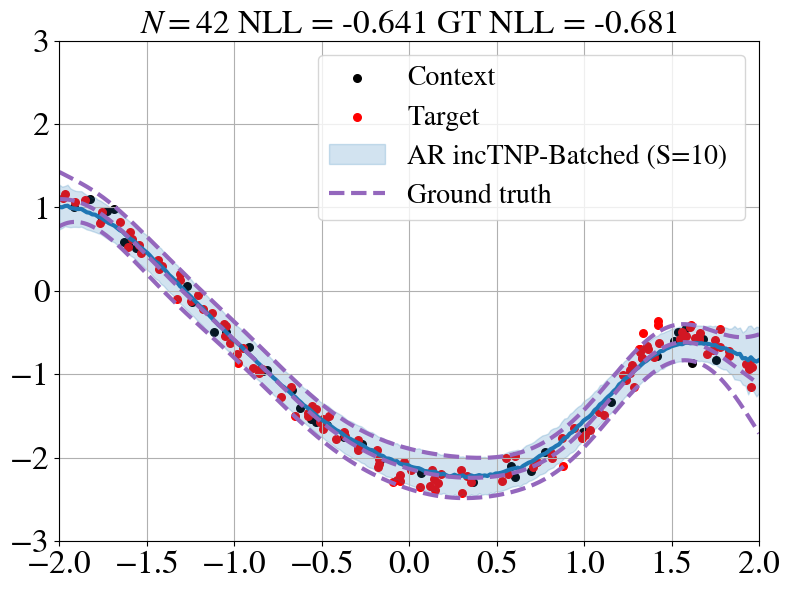 N = 42 NLL = -0.641 GT NLL = -0.681
Context
Target
AR incTNP-Batched (S=10)
Ground truth
3
2
1
0
−1
−2
−3
−2.0 −1.5 −1.0 −0.5 0.0 0.5 1.0 1.5 2.0